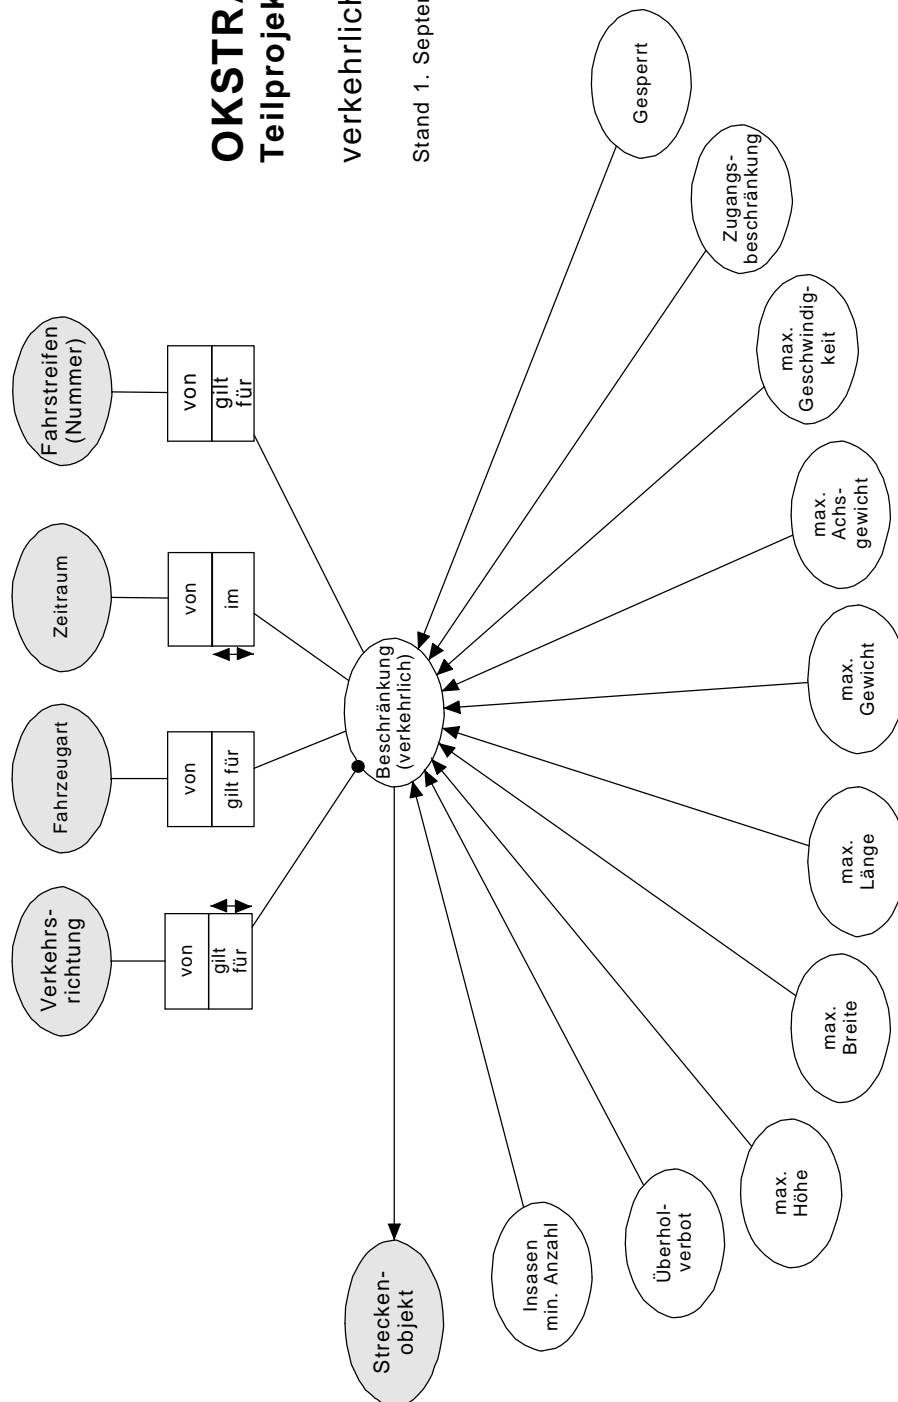 OKSTRA
Teilprojek
verkehrlich
Stand 1. Septer
Verkehrs-
richtung
Fahrzeugart
Zeitraum
Fahrstreifen
(Nummer)
von
gilt
für
von
gilt für
von
im
von
gilt
für
Strecken-
objekt
Beschränkung
(verkehrlich)
Insasen
min. Anzahl
Überhol-
verbot
max.
Höhe
max.
Breite
max.
Länge
max.
Gewicht
max.
Achs-
gewicht
max.
Geschwindig-
keit
Zugangs-
beschränkung
Gesperrt